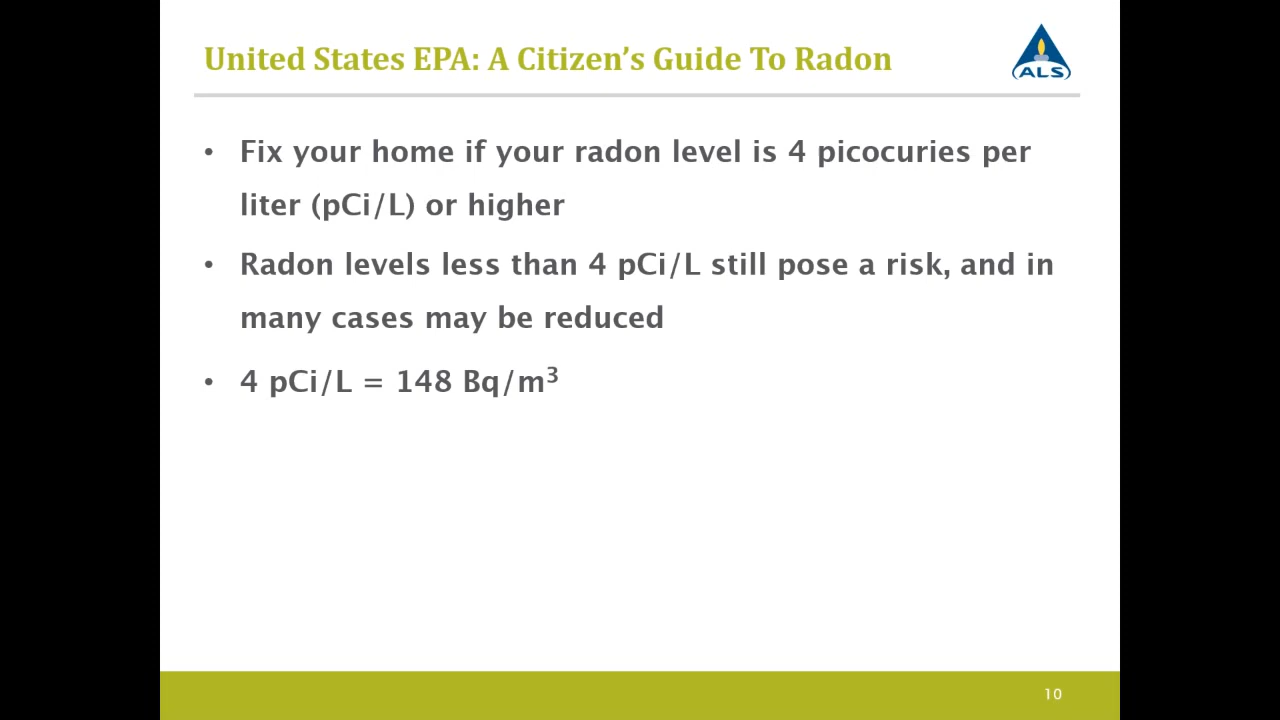 United States EPA: A Citizen’s Guide To Radon
ALS
• Fix your home if your radon level is 4 picocuries per
liter (pCi/L) or higher
• Radon levels less than 4 pCi/L still pose a risk, and in
many cases may be reduced
• 4 pCi/L = 148 Bq/m³
10